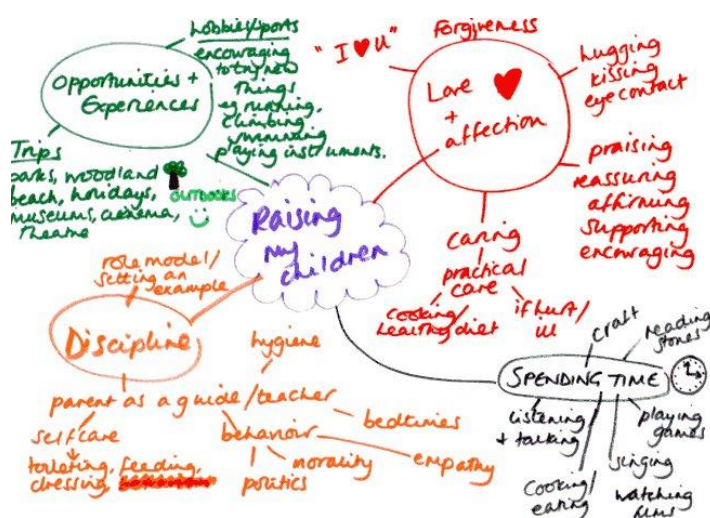 Raising
my
children
Opportunities +
Experiences
hobbies/sports
encouraging
to try new
things
eg running,
climbing,
swimming
playing instruments.
Trips
parks, woodland
beach, holidays,
museums, cinema,
theatre
OUTDOORS
Love
+
affection
Forgiveness
"I ♥ U"
hugging
kissing
eye contact
praising
reassuring
affirming
supporting
encouraging
caring
practical
care
cooking/
healthy diet
if hurt/
ill
Discipline
role model/
setting an
example
parent as a guide/teacher
hygiene
bedtimes
self care
toileting, feeding,
dressing,
behaviour
politics
morality
empathy
SPENDING TIME
craft
reading
stories
playing
games
singing
watching
films
cooking/
eating
listening
+ talking